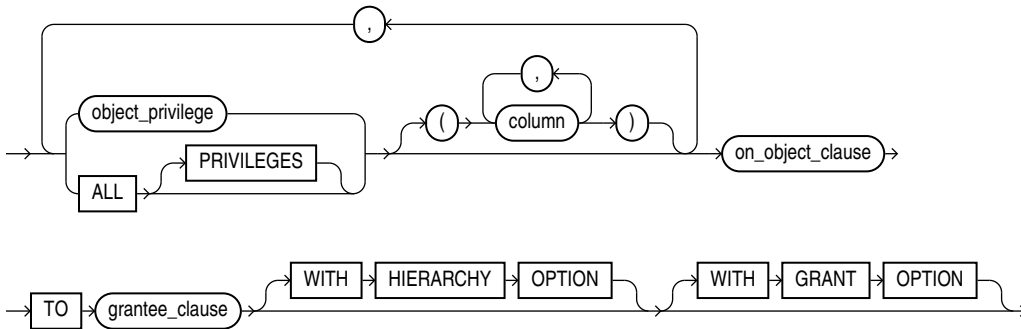 ,
,
object_privilege ( column )
PRIVILEGES on_object_clause
ALL
WITH HIERARCHY OPTION WITH GRANT OPTION
TO grantee_clause